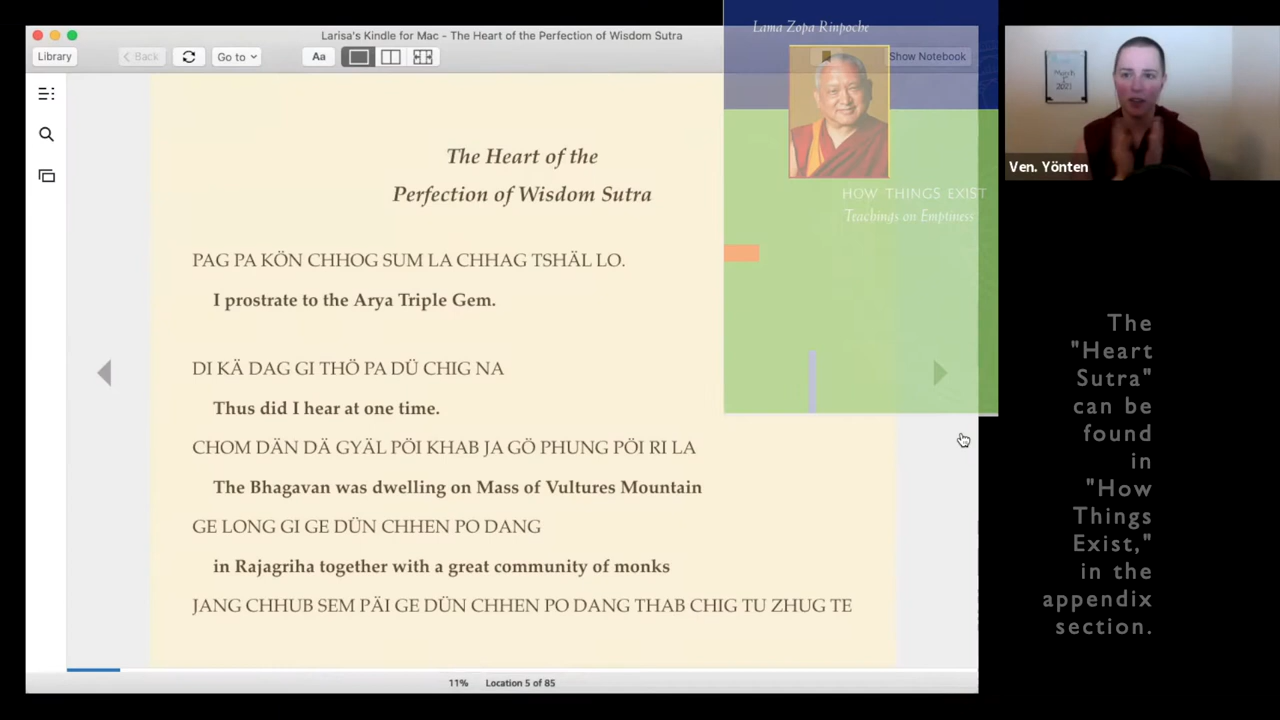 Larisa's Kindle for Mac - The Heart of the Perfection of Wisdom Sutra
Library
Back
Go to
Aa
Show Notebook
Lama Zopa Rinpoche
HOW THINGS EXIST
Teachings on Emptiness
The Heart of the
Perfection of Wisdom Sutra
PAG PA KÖN CHHOG SUM LA CHHAG TSHÄL LO.
I prostrate to the Arya Triple Gem.
DI KÄ DAG GI THÖ PA DÜ CHIG NA
Thus did I hear at one time.
CHOM DÄN DÄ GYÄL PÖI KHAB JA GÖ PHUNG PÖI RI LA
The Bhagavan was dwelling on Mass of Vultures Mountain
GE LONG GI GE DÜN CHHEN PO DANG
in Rajagriha together with a great community of monks
JANG CHHUB SEM PÄI GE DÜN CHHEN PO DANG THAB CHIG TU ZHUG TE
11% Location 5 of 85
March
2021
Ven. Yönten
The
"Heart
Sutra"
can be
found
in
"How
Things
Exist,"
in the
appendix
section.